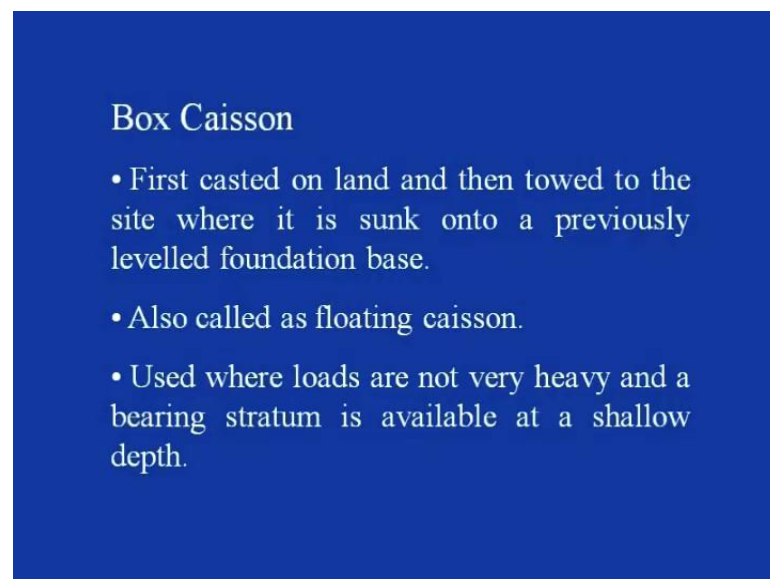 Box Caisson
• First casted on land and then towed to the
site where it is sunk onto a previously
levelled foundation base.
• Also called as floating caisson.
• Used where loads are not very heavy and a
bearing stratum is available at a shallow
depth.